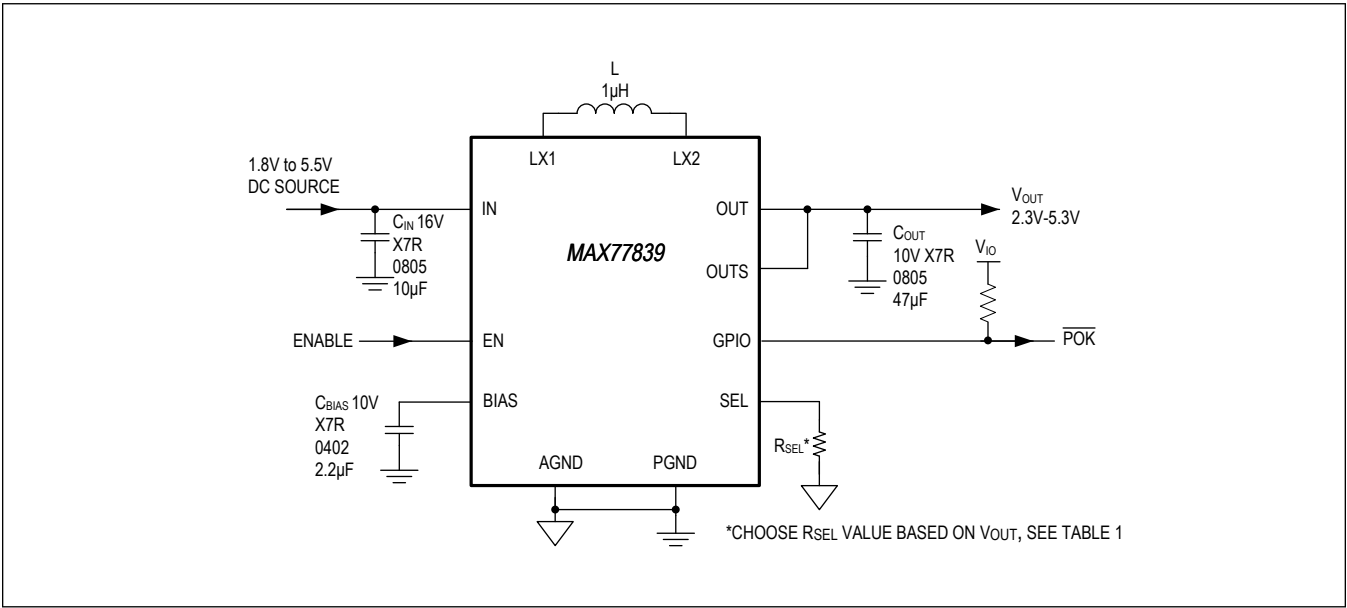 L
1µH
LX1
LX2
1.8V to 5.5V
DC SOURCE
IN
CIN 16V
X7R
0805
10µF
MAX77839
OUT
OUTS
VOUT
2.3V-5.3V
COUT
10V X7R
0805
47µF
VIO
ENABLE
EN
GPIO
POK
CBIAS 10V
X7R
0402
2.2µF
BIAS
SEL
RSEL*
AGND
PGND
*CHOOSE RSEL VALUE BASED ON VOUT, SEE TABLE 1